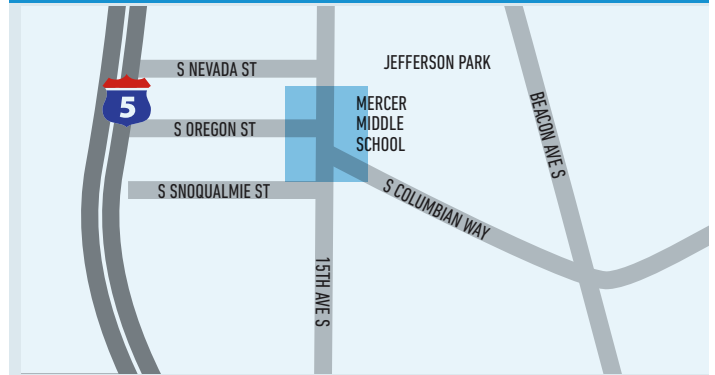 S NEVADA ST
JEFFERSON PARK
5
MERCER
MIDDLE
SCHOOL
BEACON AVE S
S OREGON ST
S SNOQUALMIE ST
S COLUMBIAN WAY
15TH AVE S